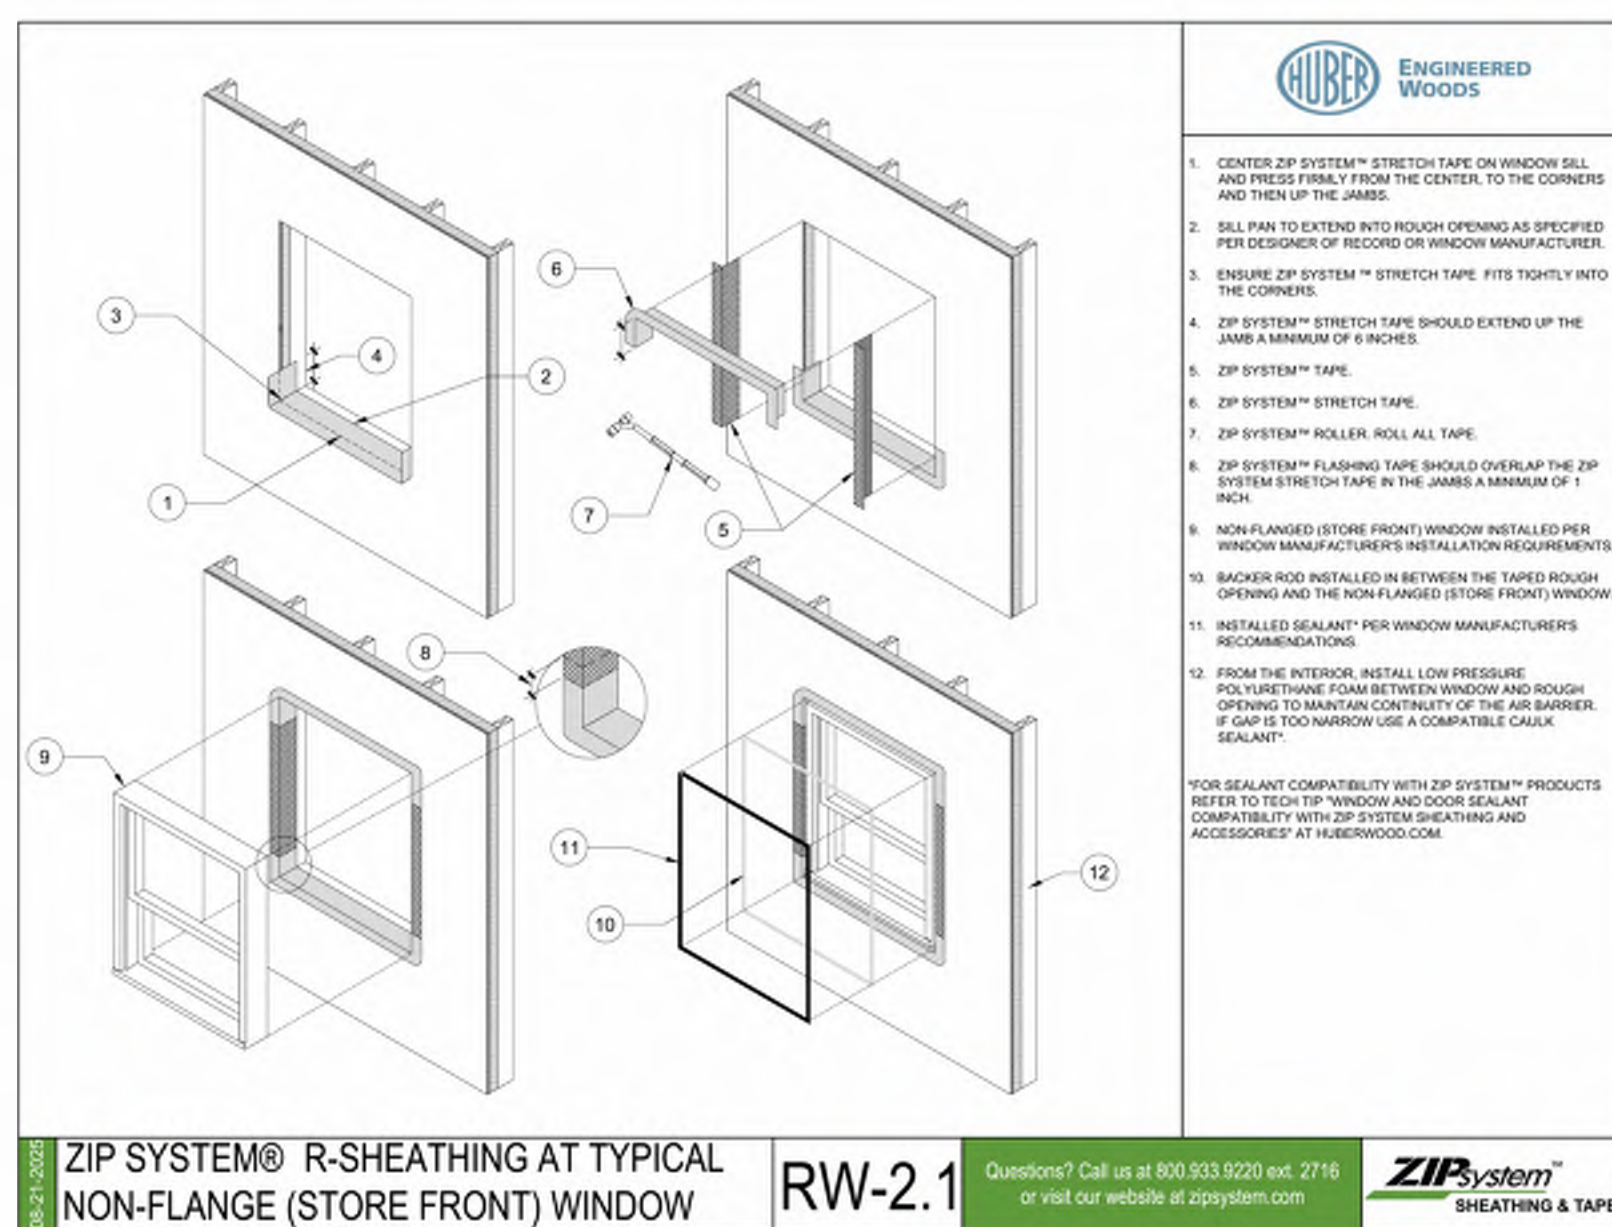 HUBER
ENGINEERED
WOODS
1. CENTER ZIP SYSTEM™ STRETCH TAPE ON WINDOW SILL
AND PRESS FIRMLY FROM THE CENTER, TO THE CORNERS
AND THEN UP THE JAMBS.
2. SILL PAN TO EXTEND INTO ROUGH OPENING AS SPECIFIED
PER DESIGNER OF RECORD OR WINDOW MANUFACTURER.
3. ENSURE ZIP SYSTEM ™ STRETCH TAPE FITS TIGHTLY INTO
THE CORNERS.
4. ZIP SYSTEM™ STRETCH TAPE SHOULD EXTEND UP THE
JAMB A MINIMUM OF 6 INCHES.
5. ZIP SYSTEM™ TAPE.
6. ZIP SYSTEM™ STRETCH TAPE.
7. ZIP SYSTEM™ ROLLER. ROLL ALL TAPE.
8. ZIP SYSTEM™ FLASHING TAPE SHOULD OVERLAP THE ZIP
SYSTEM STRETCH TAPE IN THE JAMBS A MINIMUM OF 1
INCH.
9. NON-FLANGED (STORE FRONT) WINDOW INSTALLED PER
WINDOW MANUFACTURER'S INSTALLATION REQUIREMENTS
10. BACKER ROD INSTALLED IN BETWEEN THE TAPED ROUGH
OPENING AND THE NON-FLANGED (STORE FRONT) WINDOW.
11. INSTALLED SEALANT* PER WINDOW MANUFACTURER'S
RECOMMENDATIONS.
12. FROM THE INTERIOR, INSTALL LOW PRESSURE
POLYURETHANE FOAM BETWEEN WINDOW AND ROUGH
OPENING TO MAINTAIN CONTINUITY OF THE AIR BARRIER.
IF GAP IS TOO NARROW USE A COMPATIBLE CAULK
SEALANT*.
*FOR SEALANT COMPATIBILITY WITH ZIP SYSTEM™ PRODUCTS
REFER TO TECH TIP "WINDOW AND DOOR SEALANT
COMPATIBILITY WITH ZIP SYSTEM SHEATHING AND
ACCESSORIES" AT HUBERWOOD.COM.
3
4
2
1
6
7
5
8
9
11
10
12
08-21-2025
ZIP SYSTEM® R-SHEATHING AT TYPICAL
NON-FLANGE (STORE FRONT) WINDOW
RW-2.1
Questions? Call us at 800.933.9220 ext. 2716
or visit our website at zipsystem.com
ZIPsystem™
SHEATHING & TAPE